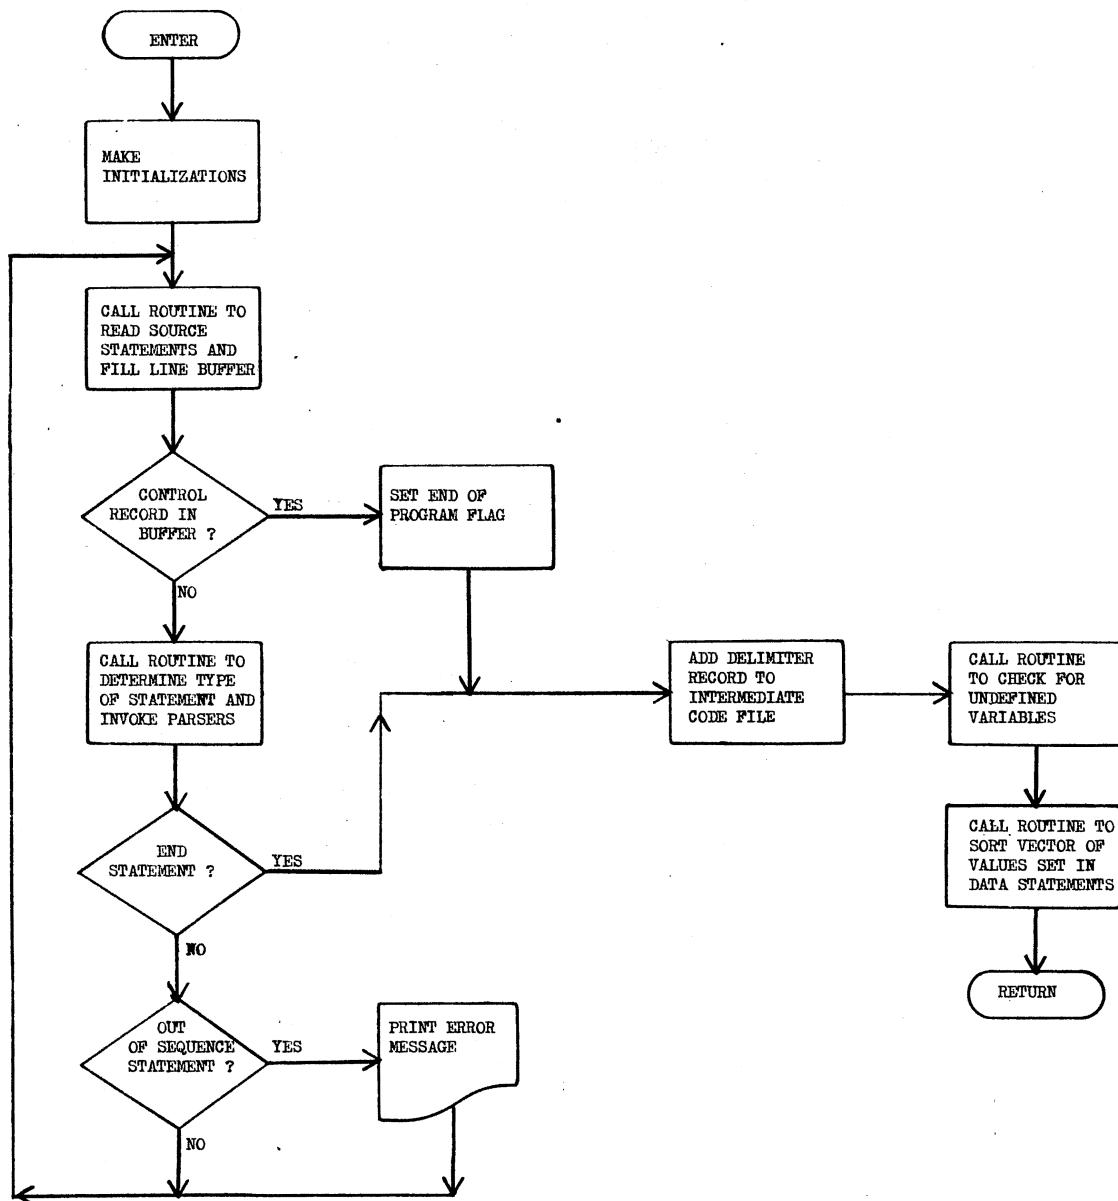 ENTER
MAKE
INITIALIZATIONS
CALL ROUTINE TO
READ SOURCE
STATEMENTS AND
FILL LINE BUFFER
CONTROL
RECORD IN
BUFFER ?
YES
NO
SET END OF
PROGRAM FLAG
CALL ROUTINE TO
DETERMINE TYPE
OF STATEMENT AND
INVOKE PARSERS
ADD DELIMITER
RECORD TO
INTERMEDIATE
CODE FILE
CALL ROUTINE
TO CHECK FOR
UNDEFINED
VARIABLES
END
STATEMENT ?
YES
NO
CALL ROUTINE TO
SORT VECTOR OF
VALUES SET IN
DATA STATEMENTS
RETURN
OUT
OF SEQUENCE
STATEMENT ?
YES
NO
PRINT ERROR
MESSAGE